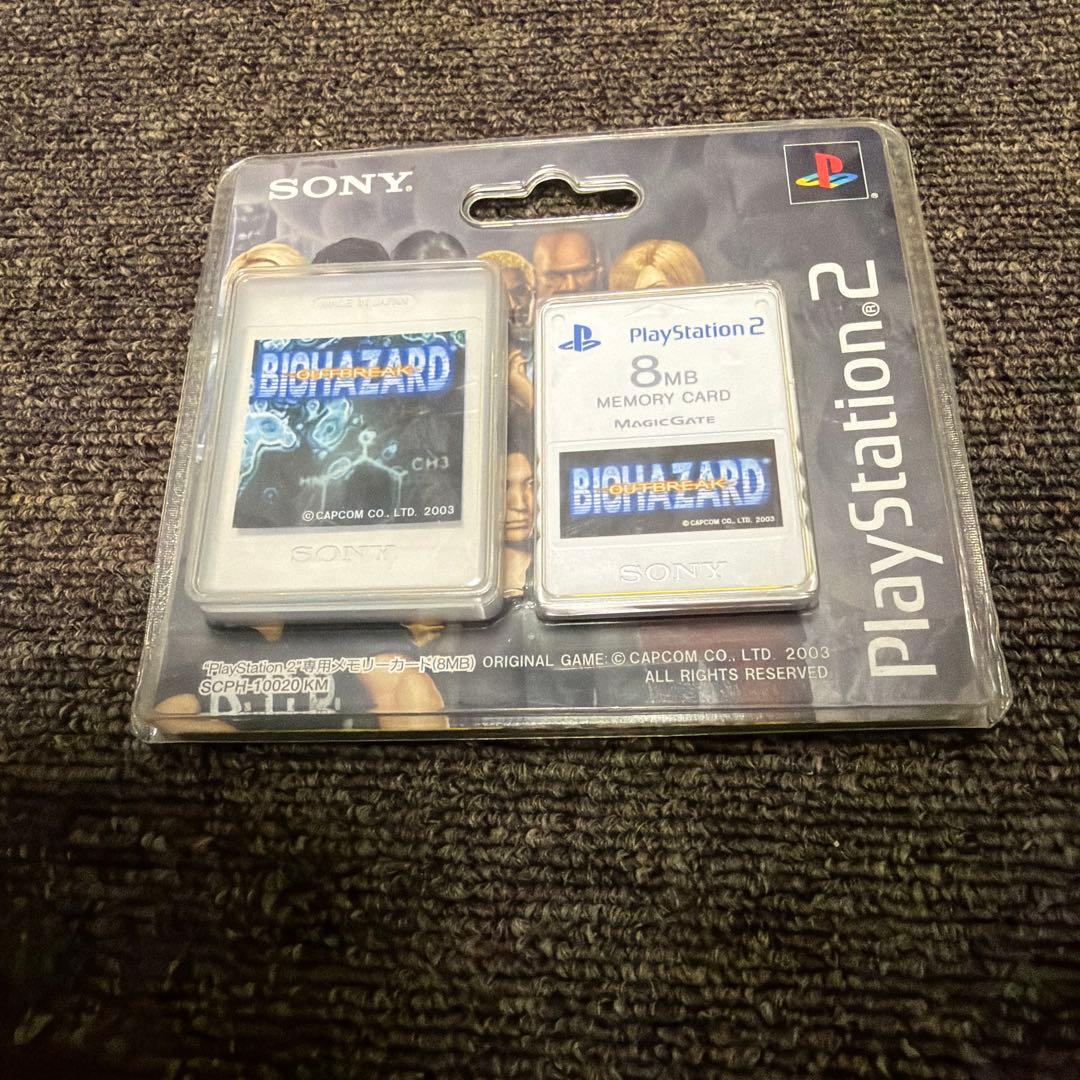 SONY®
PlayStation®2
MADE IN JAPAN
BIOHAZARD
OUTBREAK
CH3
HN
© CAPCOM CO., LTD. 2003
SONY
PlayStation 2
8MB
MEMORY CARD
MAGICGATE
BIOHAZARD
OUTBREAK
© CAPCOM CO., LTD. 2003
SONY
"PlayStation 2"専用メモリーカード(8MB)
SCPH-10020 KM
ORIGINAL GAME: © CAPCOM CO., LTD. 2003
ALL RIGHTS RESERVED